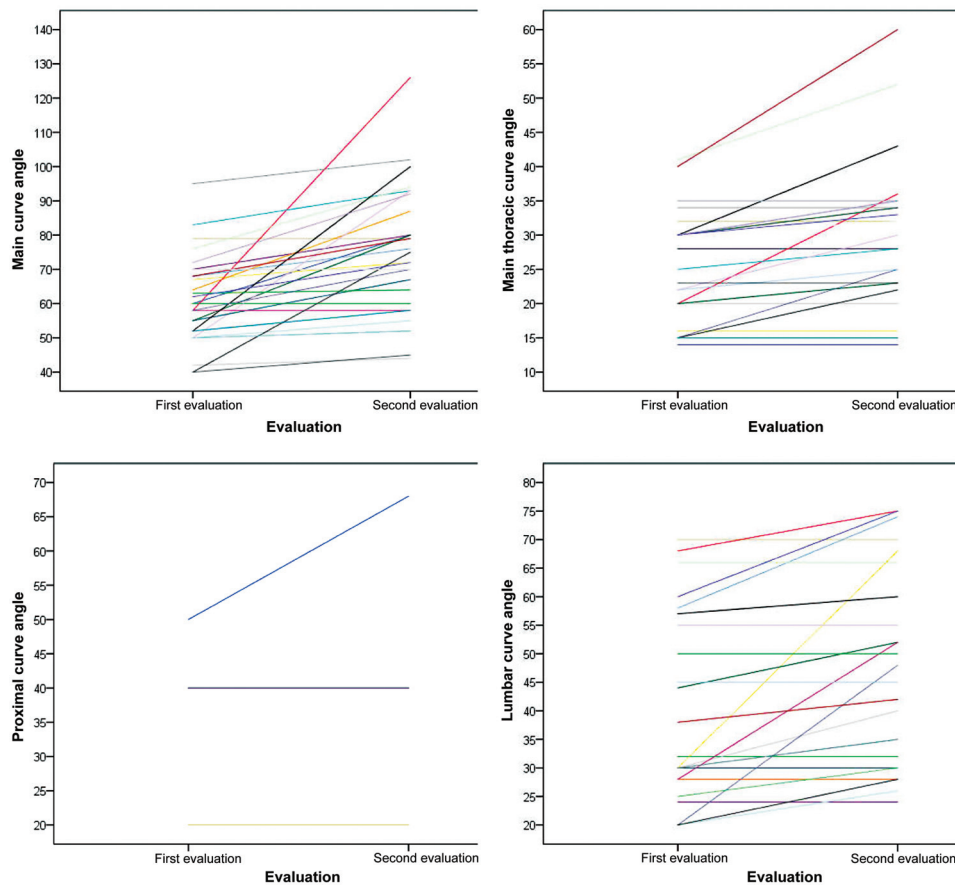 Main curve angle
140
130
120
110
100
90
80
70
60
50
40
First evaluation
Second evaluation
Evaluation
Main thoracic curve angle
60
55
50
45
40
35
30
25
20
15
10
First evaluation
Second evaluation
Evaluation
Proximal curve angle
70
65
60
55
50
45
40
35
30
25
20
First evaluation
Second evaluation
Evaluation
Lumbar curve angle
80
75
70
65
60
55
50
45
40
35
30
24
20
First evaluation
Second evaluation
Evaluation